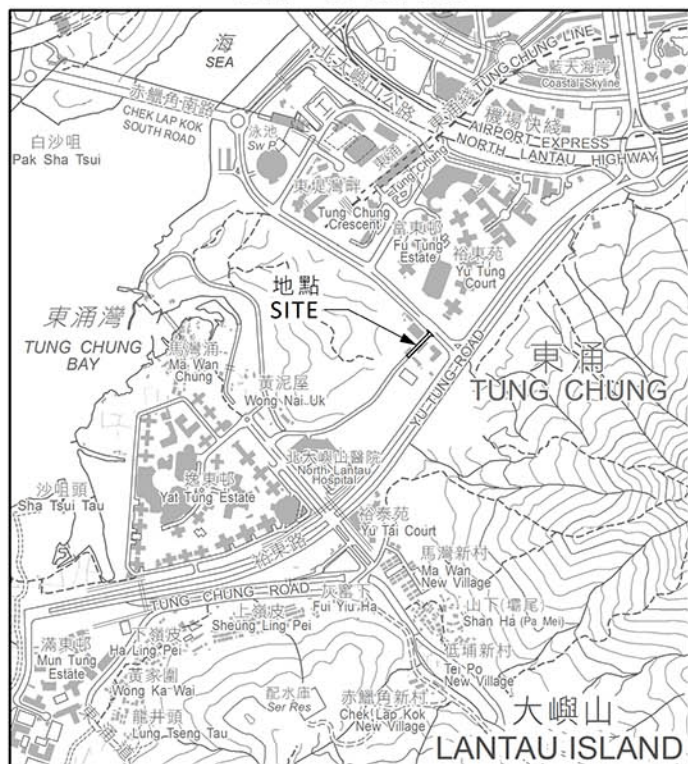 海
SEA
北大嶼山公路
東涌綫 TUNG CHUNG LINE
藍天海岸
Coastal Skyline
赤鱲角南路
CHEK LAP KOK
SOUTH ROAD
泳池
Sw P
機場快綫
AIRPORT EXPRESS
NORTH LANTAU HIGHWAY
白沙咀
Pak Sha Tsui
東涌
Tung Chung
東堤灣畔
Tung Chung
Crescent
富東邨
Fu Tung
Estate
裕東苑
Yu Tung
Court
地點
SITE
東涌灣
TUNG CHUNG
BAY
馬灣涌
Ma Wan
Chung
黃泥屋
Wong Nai Uk
YU TUNG ROAD
東涌
TUNG CHUNG
北大嶼山醫院
North Lantau
Hospital
逸東邨
Yat Tung Estate
沙咀頭
Sha Tsui Tau
裕東路
裕泰苑
Yu Tai Court
馬灣新村
Ma Wan
New Village
TUNG CHUNG ROAD
灰窰下
Fui Yiu Ha
上嶺皮
Sheung Ling Pei
山下(壩尾)
Shan Ha (Pa Mei)
下嶺皮
Ha Ling Pei
滿東邨
Mun Tung
Estate
黃家圍
Wong Ka Wai
低埔新村
Tei Po
New Village
配水庫
Ser Res
赤鱲角新村
Chek Lap Kok
New Village
龍井頭
Lung Tseng Tau
大嶼山
LANTAU ISLAND